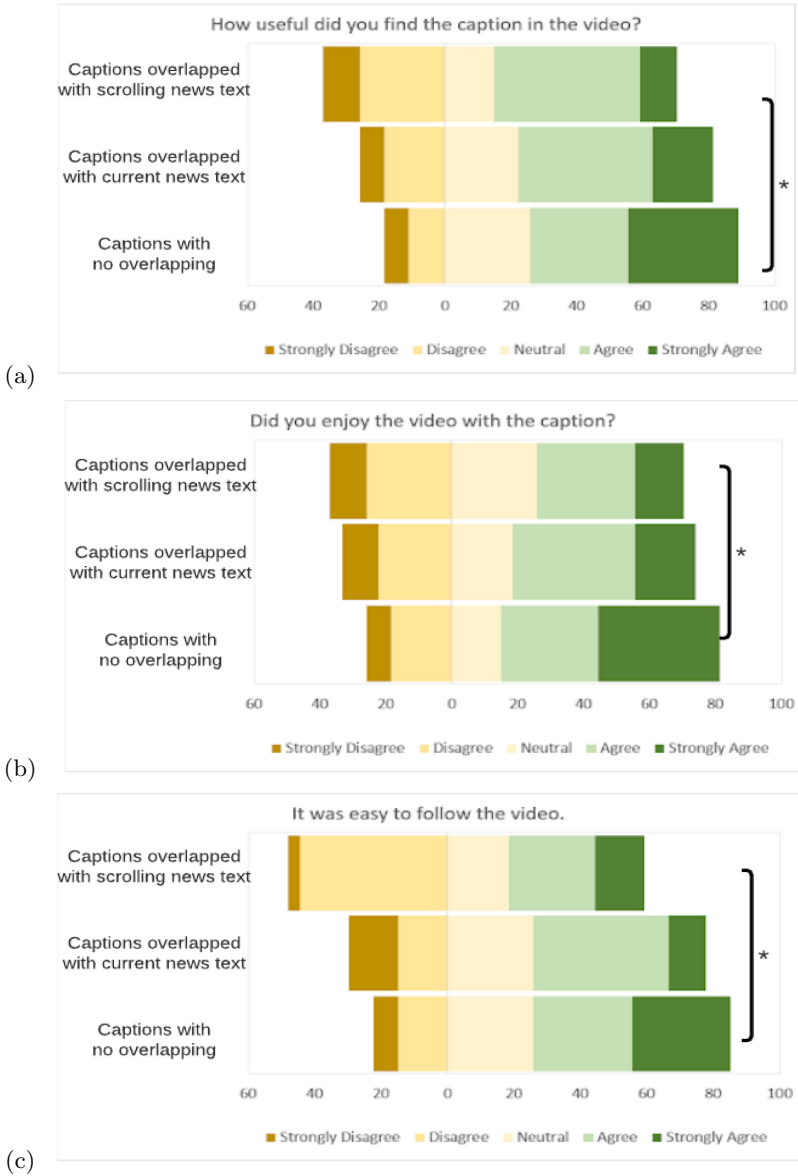 How useful did you find the caption in the video?
Captions overlapped
with scrolling news text
Captions overlapped
with current news text
Captions with
no overlapping
*
60 40 20 0 20 40 60 80 100
Strongly Disagree Disagree Neutral Agree Strongly Agree
(a)
Did you enjoy the video with the caption?
Captions overlapped
with scrolling news text
Captions overlapped
with current news text
Captions with
no overlapping
*
60 40 20 0 20 40 60 80 100
Strongly Disagree Disagree Neutral Agree Strongly Agree
(b)
It was easy to follow the video.
Captions overlapped
with scrolling news text
Captions overlapped
with current news text
Captions with
no overlapping
*
60 40 20 0 20 40 60 80 100
Strongly Disagree Disagree Neutral Agree Strongly Agree
(c)